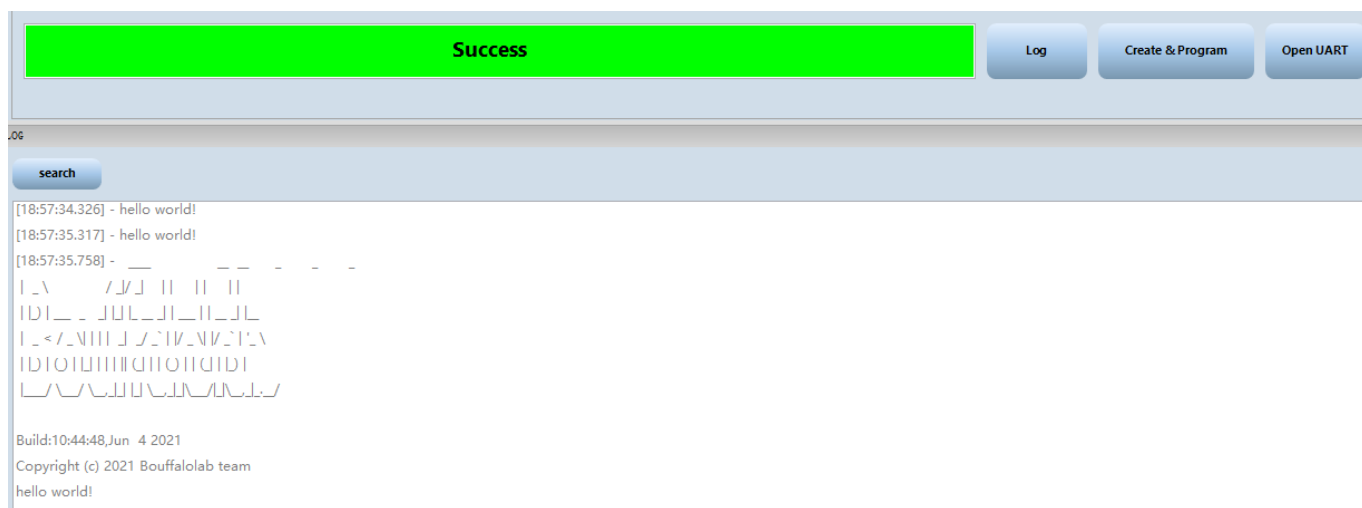 Success
Log
Create & Program
Open UART
LOG
search
[18:57:34.326] - hello world!
[18:57:35.317] - hello world!
[18:57:35.758] -
Build:10:44:48,Jun  4 2021
Copyright (c) 2021 Bouffalolab team
hello world!